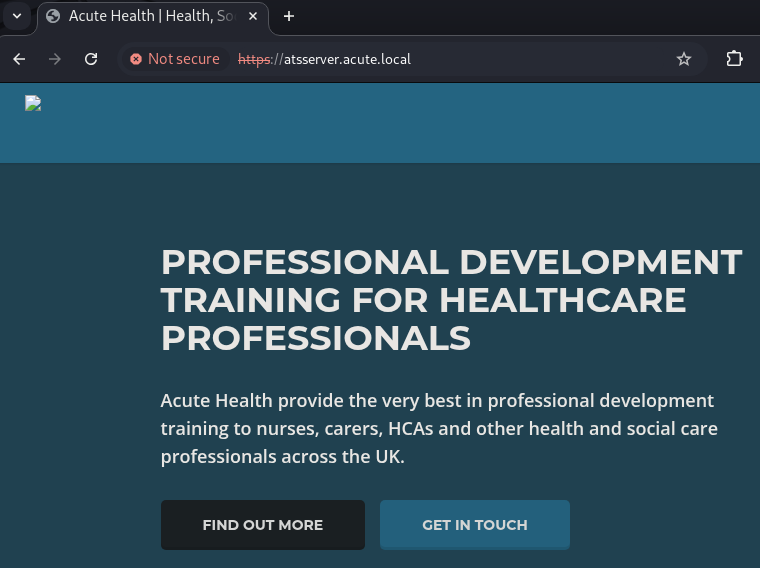 Acute Health | Health, So
Not secure https://atsserver.acute.local
PROFESSIONAL DEVELOPMENT
TRAINING FOR HEALTHCARE
PROFESSIONALS
Acute Health provide the very best in professional development
training to nurses, carers, HCAs and other health and social care
professionals across the UK.
FIND OUT MORE GET IN TOUCH